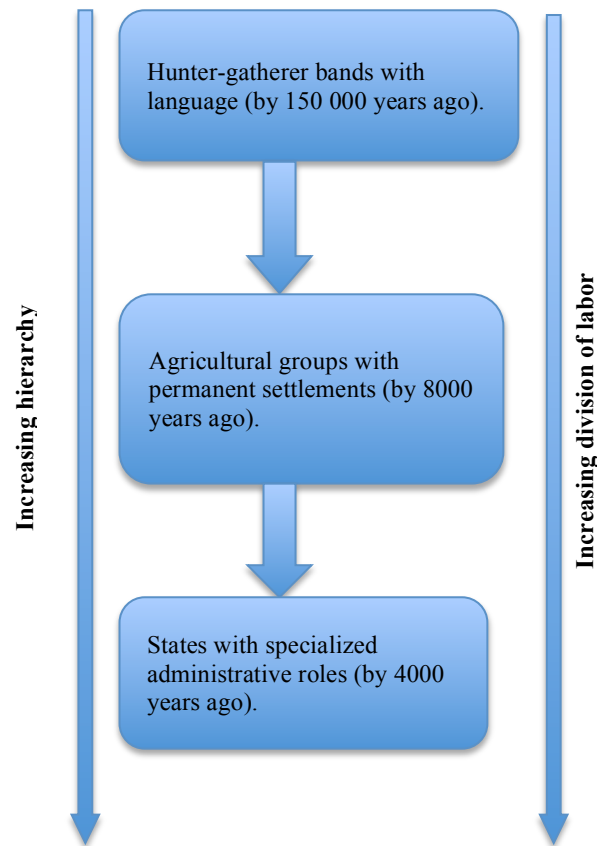 Hunter-gatherer bands with
language (by 150 000 years ago).
Increasing hierarchy
Agricultural groups with
permanent settlements (by 8000
years ago).
Increasing division of labor
States with specialized
administrative roles (by 4000
years ago).